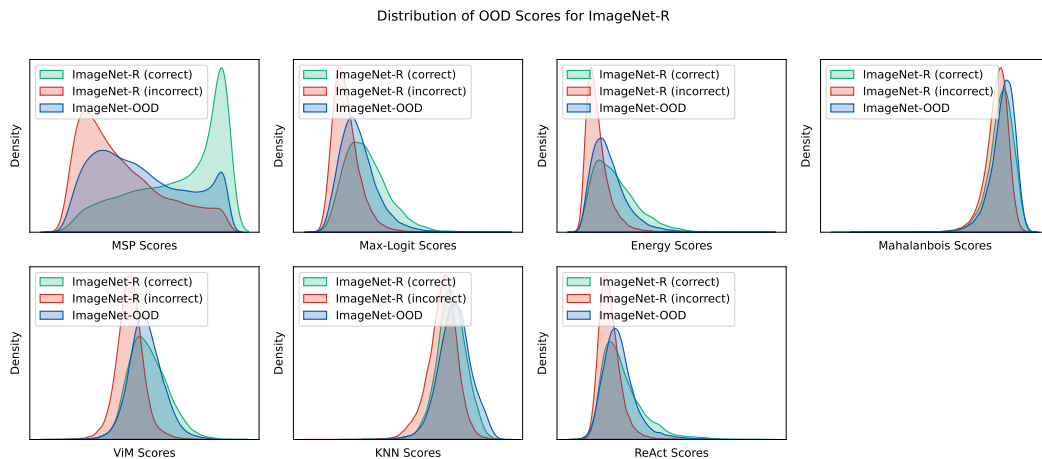 Distribution of OOD Scores for ImageNet-R
ImageNet-R (correct)
ImageNet-R (incorrect)
ImageNet-OOD
Density
MSP Scores
ImageNet-R (correct)
ImageNet-R (incorrect)
ImageNet-OOD
Density
Max-Logit Scores
ImageNet-R (correct)
ImageNet-R (incorrect)
ImageNet-OOD
Density
Energy Scores
ImageNet-R (correct)
ImageNet-R (incorrect)
ImageNet-OOD
Density
Mahalanbois Scores
ImageNet-R (correct)
ImageNet-R (incorrect)
ImageNet-OOD
Density
ViM Scores
ImageNet-R (correct)
ImageNet-R (incorrect)
ImageNet-OOD
Density
KNN Scores
ImageNet-R (correct)
ImageNet-R (incorrect)
ImageNet-OOD
Density
ReAct Scores